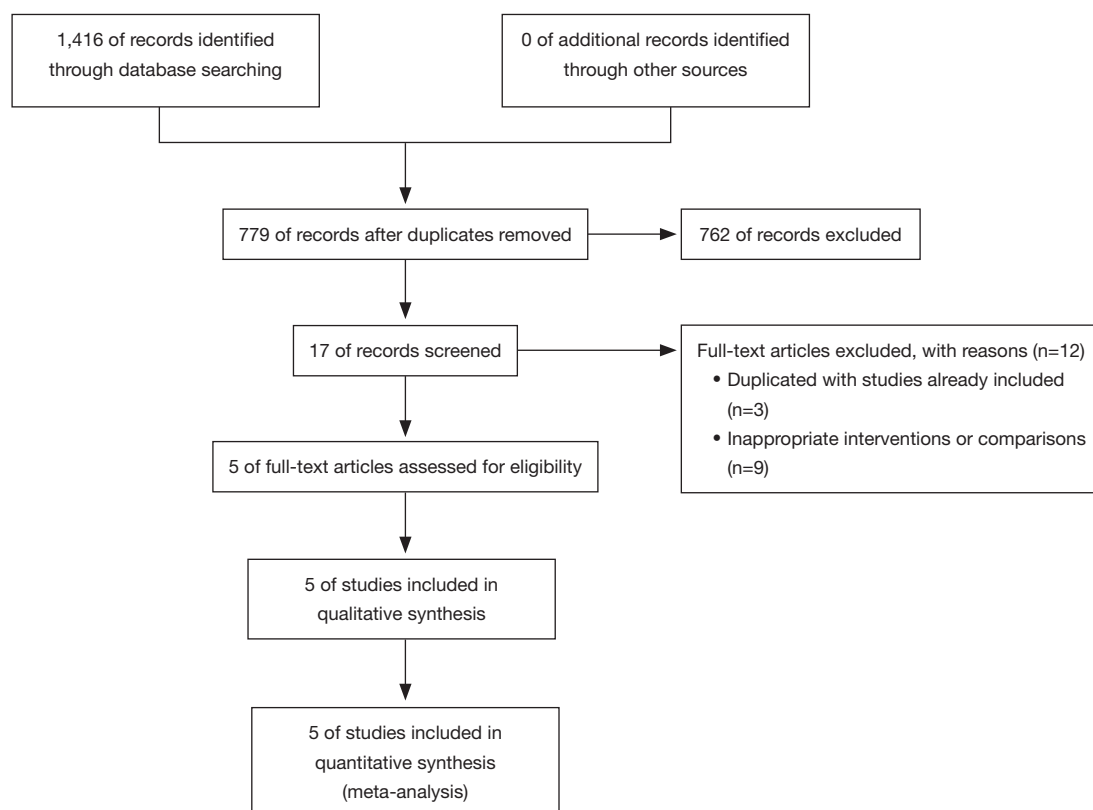 1,416 of records identified
through database searching
0 of additional records identified
through other sources
779 of records after duplicates removed
762 of records excluded
17 of records screened
Full-text articles excluded, with reasons (n=12)
• Duplicated with studies already included
(n=3)
• Inappropriate interventions or comparisons
(n=9)
5 of full-text articles assessed for eligibility
5 of studies included in
qualitative synthesis
5 of studies included in
quantitative synthesis
(meta-analysis)